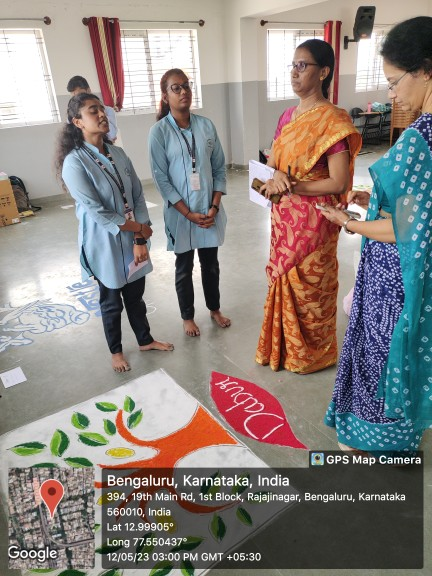 Dabur
GPS Map Camera
Bengaluru, Karnataka, India
394, 19th Main Rd, 1st Block, Rajajinagar, Bengaluru, Karnataka
560010, India
Lat 12.99905°
Long 77.550437°
12/05/23 03:00 PM GMT +05:30
Google